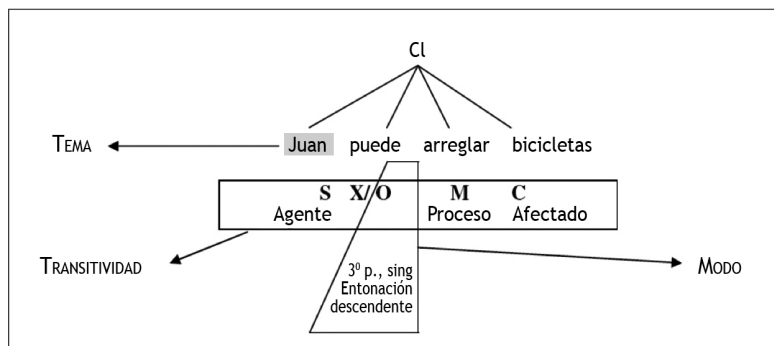 Cl
TEMA
Juan puede arreglar bicicletas
S X/ O M C
Agente Proceso Afectado
TRANSITIVIDAD
3º p., sing
Entonación
descendente
MODO